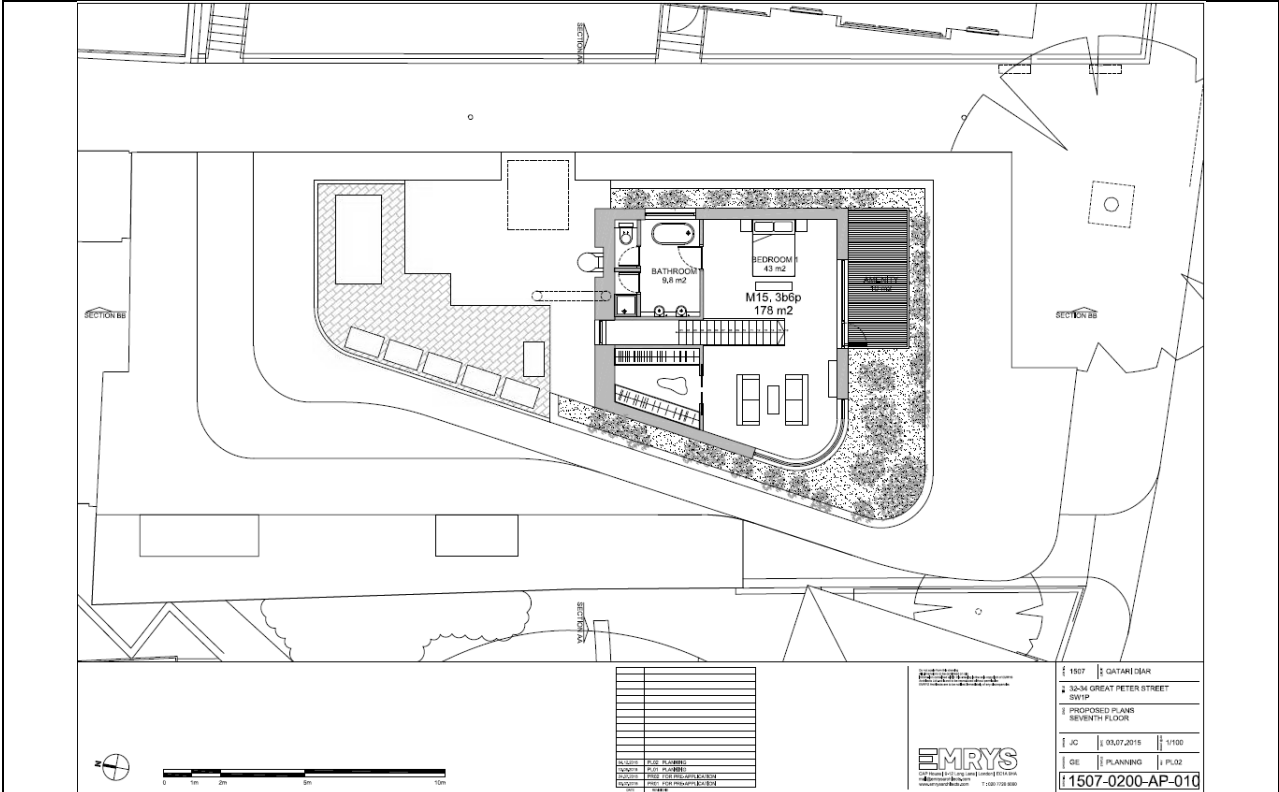 SECTION AA
SECTION BB
BATHROOM
9,8 m2
BEDROOM 1
43 m2
M15, 3b6p
178 m2
AMENITY
SECTION BB
SECTION AA
N
0 1m 2m 5m 10m
PL02 PLANNING
PL01 PLANNING
PR02 FOR PRE-APPLICATION
PR01 FOR PRE-APPLICATION
EMRYS
1507 QATARI DIAR
32-34 GREAT PETER STREET
SW1P
PROPOSED PLANS
SEVENTH FLOOR
JC 03,07,2015 1/100
GE PLANNING PL02
1507-0200-AP-010